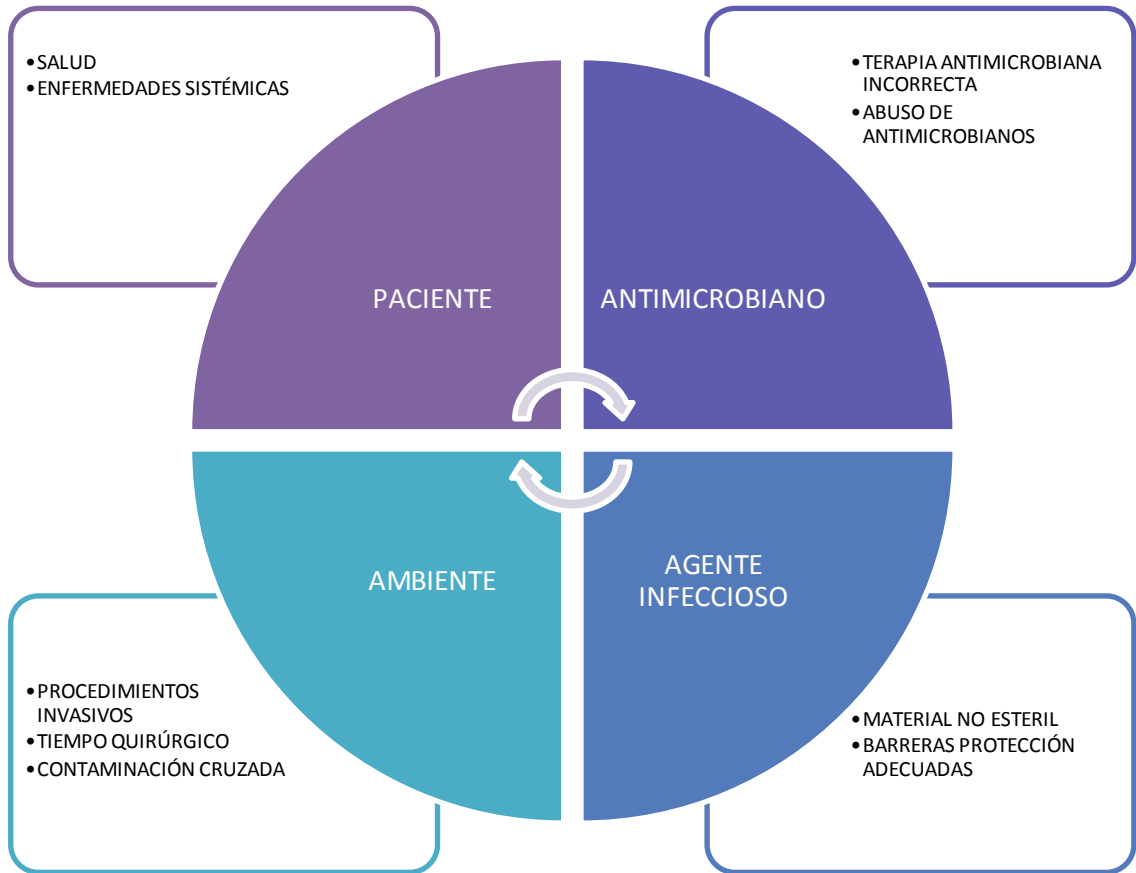 •SALUD
•ENFERMEDADES SISTÉMICAS
•TERAPIA ANTIMICROBIANA
INCORRECTA
•ABUSO DE
ANTIMICROBIANOS
PACIENTE
ANTIMICROBIANO
AMBIENTE
AGENTE
INFECCIOSO
•PROCEDIMIENTOS
INVASIVOS
•TIEMPO QUIRÚRGICO
•CONTAMINACIÓN CRUZADA
•MATERIAL NO ESTERIL
•BARRERAS PROTECCIÓN
ADECUADAS